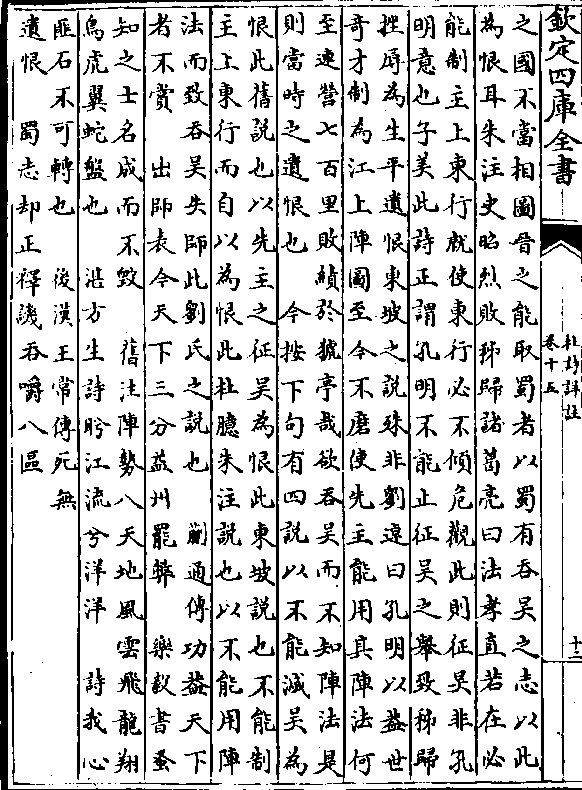 欽定四庫全書
杜詩詳註
卷十五
十三
之國不當相圖晉之能取蜀者以蜀有吞吳之志以此
為恨耳朱注史昭烈敗秭歸諸葛亮曰法孝直若在必
能制主上東行就使東行必不傾危觀此則征吳非孔
明意也子美此詩正謂孔明不能止征吳之舉致秭歸
挫辱為生平遺恨東坡之説殊非劉逴曰孔明以蓋世
奇才制為江上陣圖至今不磨使先主能用其陣法何
至連營七百里敗績於猇亭哉欲吞吳而不知陣法是
則當時之遺恨也　今按下句有四説以不能滅吳為
恨此舊説也以先主之征吳為恨此東坡説也不能制
主上東行而自以為恨此杜臆朱注説也以不能用陣
法而致吞吳失師此劉氏之説也　蒯通傳功蓋天下
者不賞　出師表今天下三分益州罷弊　樂毅書蚤
知之士名成而不毀　舊注陣勢八天地風雲飛龍翔
鳥虎翼蛇盤也　湛方生詩盻江流兮洋洋　詩我心
匪石不可轉也　後漢王常傳死無
遺恨　蜀志却正釋譏吞嚼八區